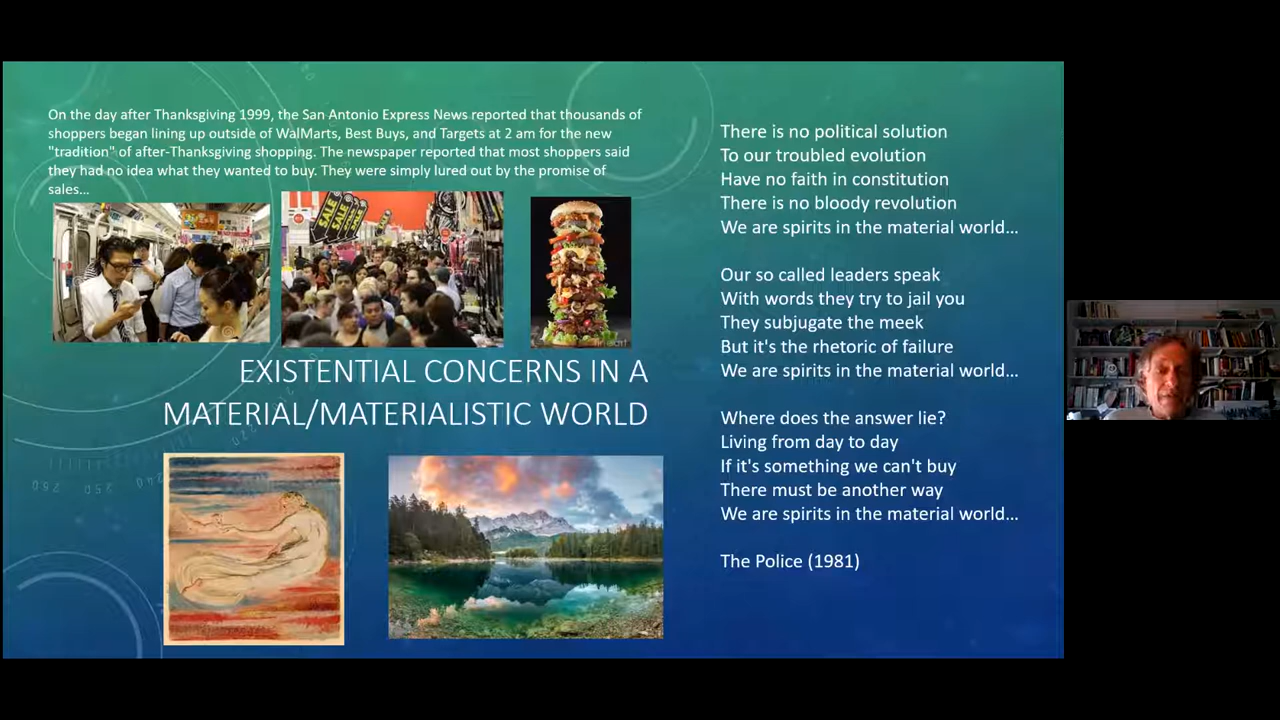 On the day after Thanksgiving 1999, the San Antonio Express News reported that thousands of
shoppers began lining up outside of WalMarts, Best Buys, and Targets at 2 am for the new
"tradition" of after-Thanksgiving shopping. The newspaper reported that most shoppers said
they had no idea what they wanted to buy. They were simply lured out by the promise of
sales...
SALE
SALE
SALE
EXISTENTIAL CONCERNS IN A
MATERIAL/MATERIALISTIC WORLD
260
250
240
220
There is no political solution
To our troubled evolution
Have no faith in constitution
There is no bloody revolution
We are spirits in the material world...
Our so called leaders speak
With words they try to jail you
They subjugate the meek
But it's the rhetoric of failure
We are spirits in the material world...
Where does the answer lie?
Living from day to day
If it's something we can't buy
There must be another way
We are spirits in the material world...
The Police (1981)